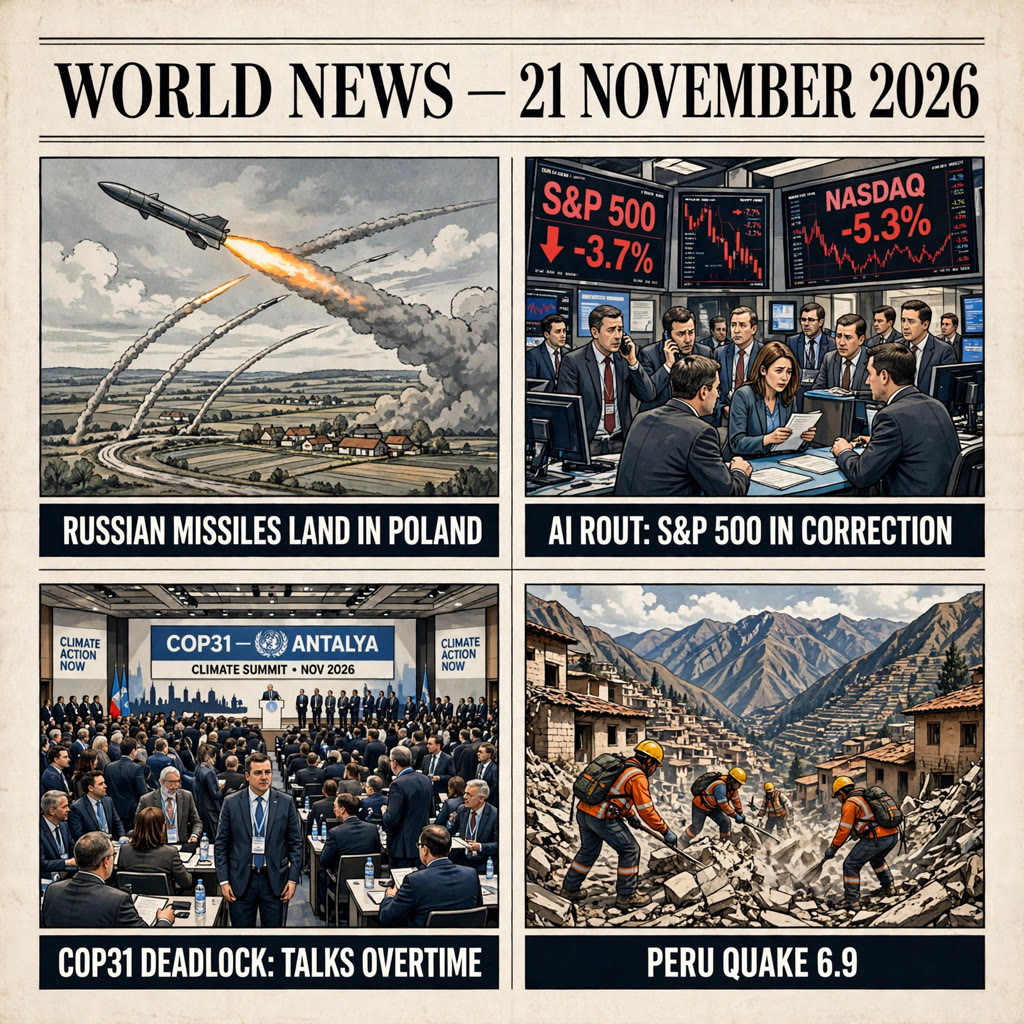 WORLD NEWS — 21 NOVEMBER 2026
S&P 500
-3.7%
NASDAQ
-5.3%
RUSSIAN MISSILES LAND IN POLAND
AI ROUT: S&P 500 IN CORRECTION
CLIMATE
ACTION
NOW
COP31 — ANTALYA
CLIMATE SUMMIT • NOV 2026
CLIMATE
ACTION
NOW
COP31 DEADLOCK: TALKS OVERTIME
PERU QUAKE 6.9